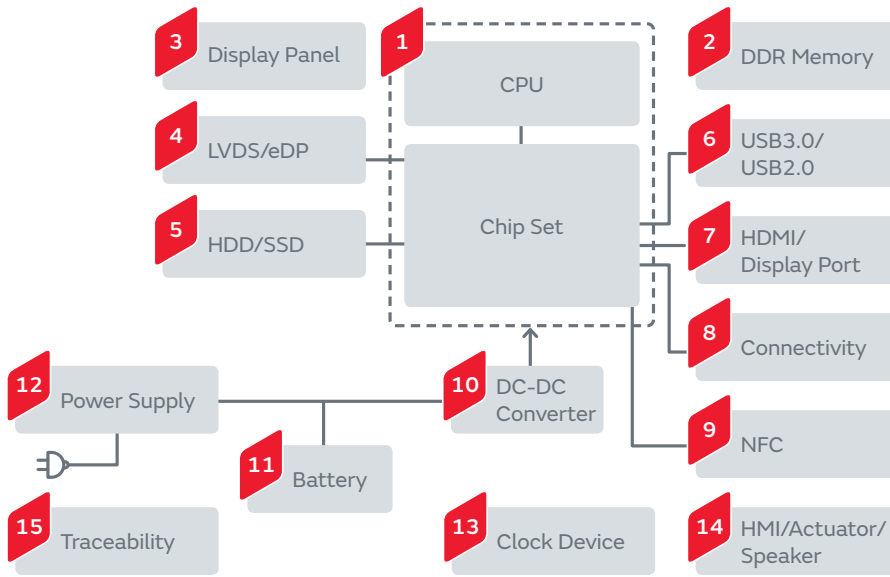 3
Display Panel
1
CPU
2
DDR Memory
4
LVDS/eDP
6
USB3.0/
USB2.0
5
HDD/SSD
Chip Set
7
HDMI/
Display Port
8
Connectivity
12
Power Supply
10
DC-DC
Converter
9
NFC
11
Battery
15
Traceability
13
Clock Device
14
HMI/Actuator/
Speaker